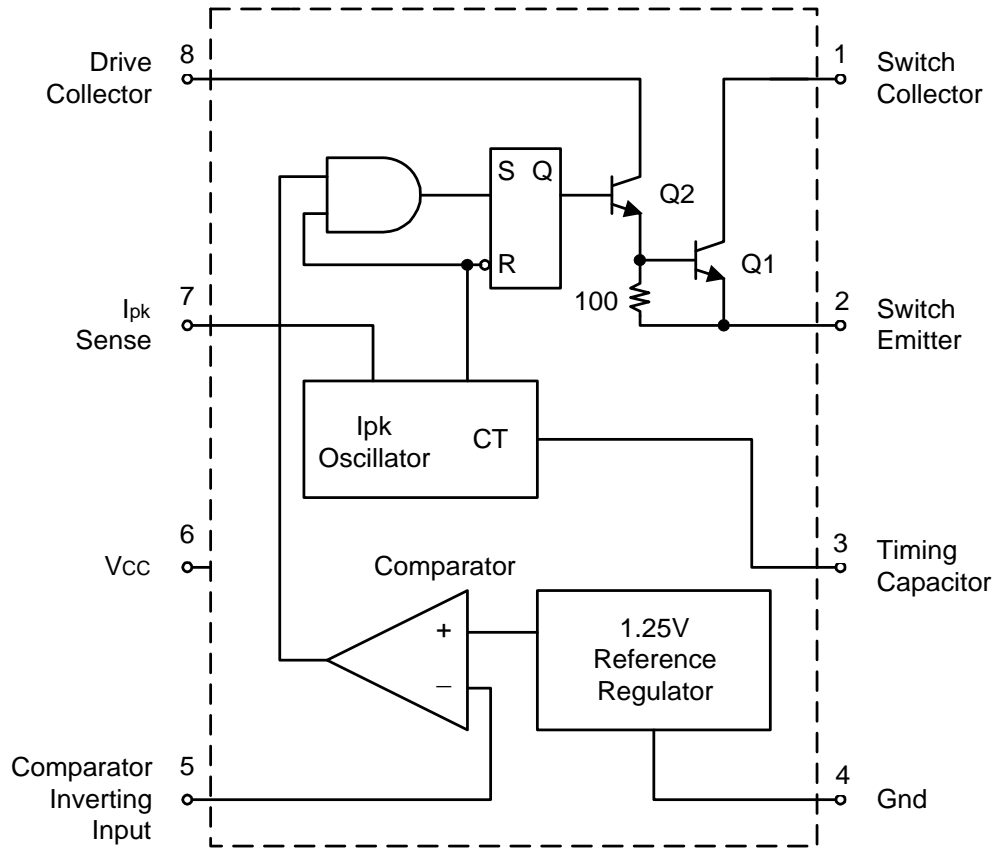 8
Drive
Collector
1
Switch
Collector
S Q
R
Q2
Q1
100
7
Ipk
Sense
2
Switch
Emitter
Ipk
Oscillator
CT
6
VCC
3
Timing
Capacitor
Comparator
+
−
1.25V
Reference
Regulator
5
Comparator
Inverting
Input
4
Gnd